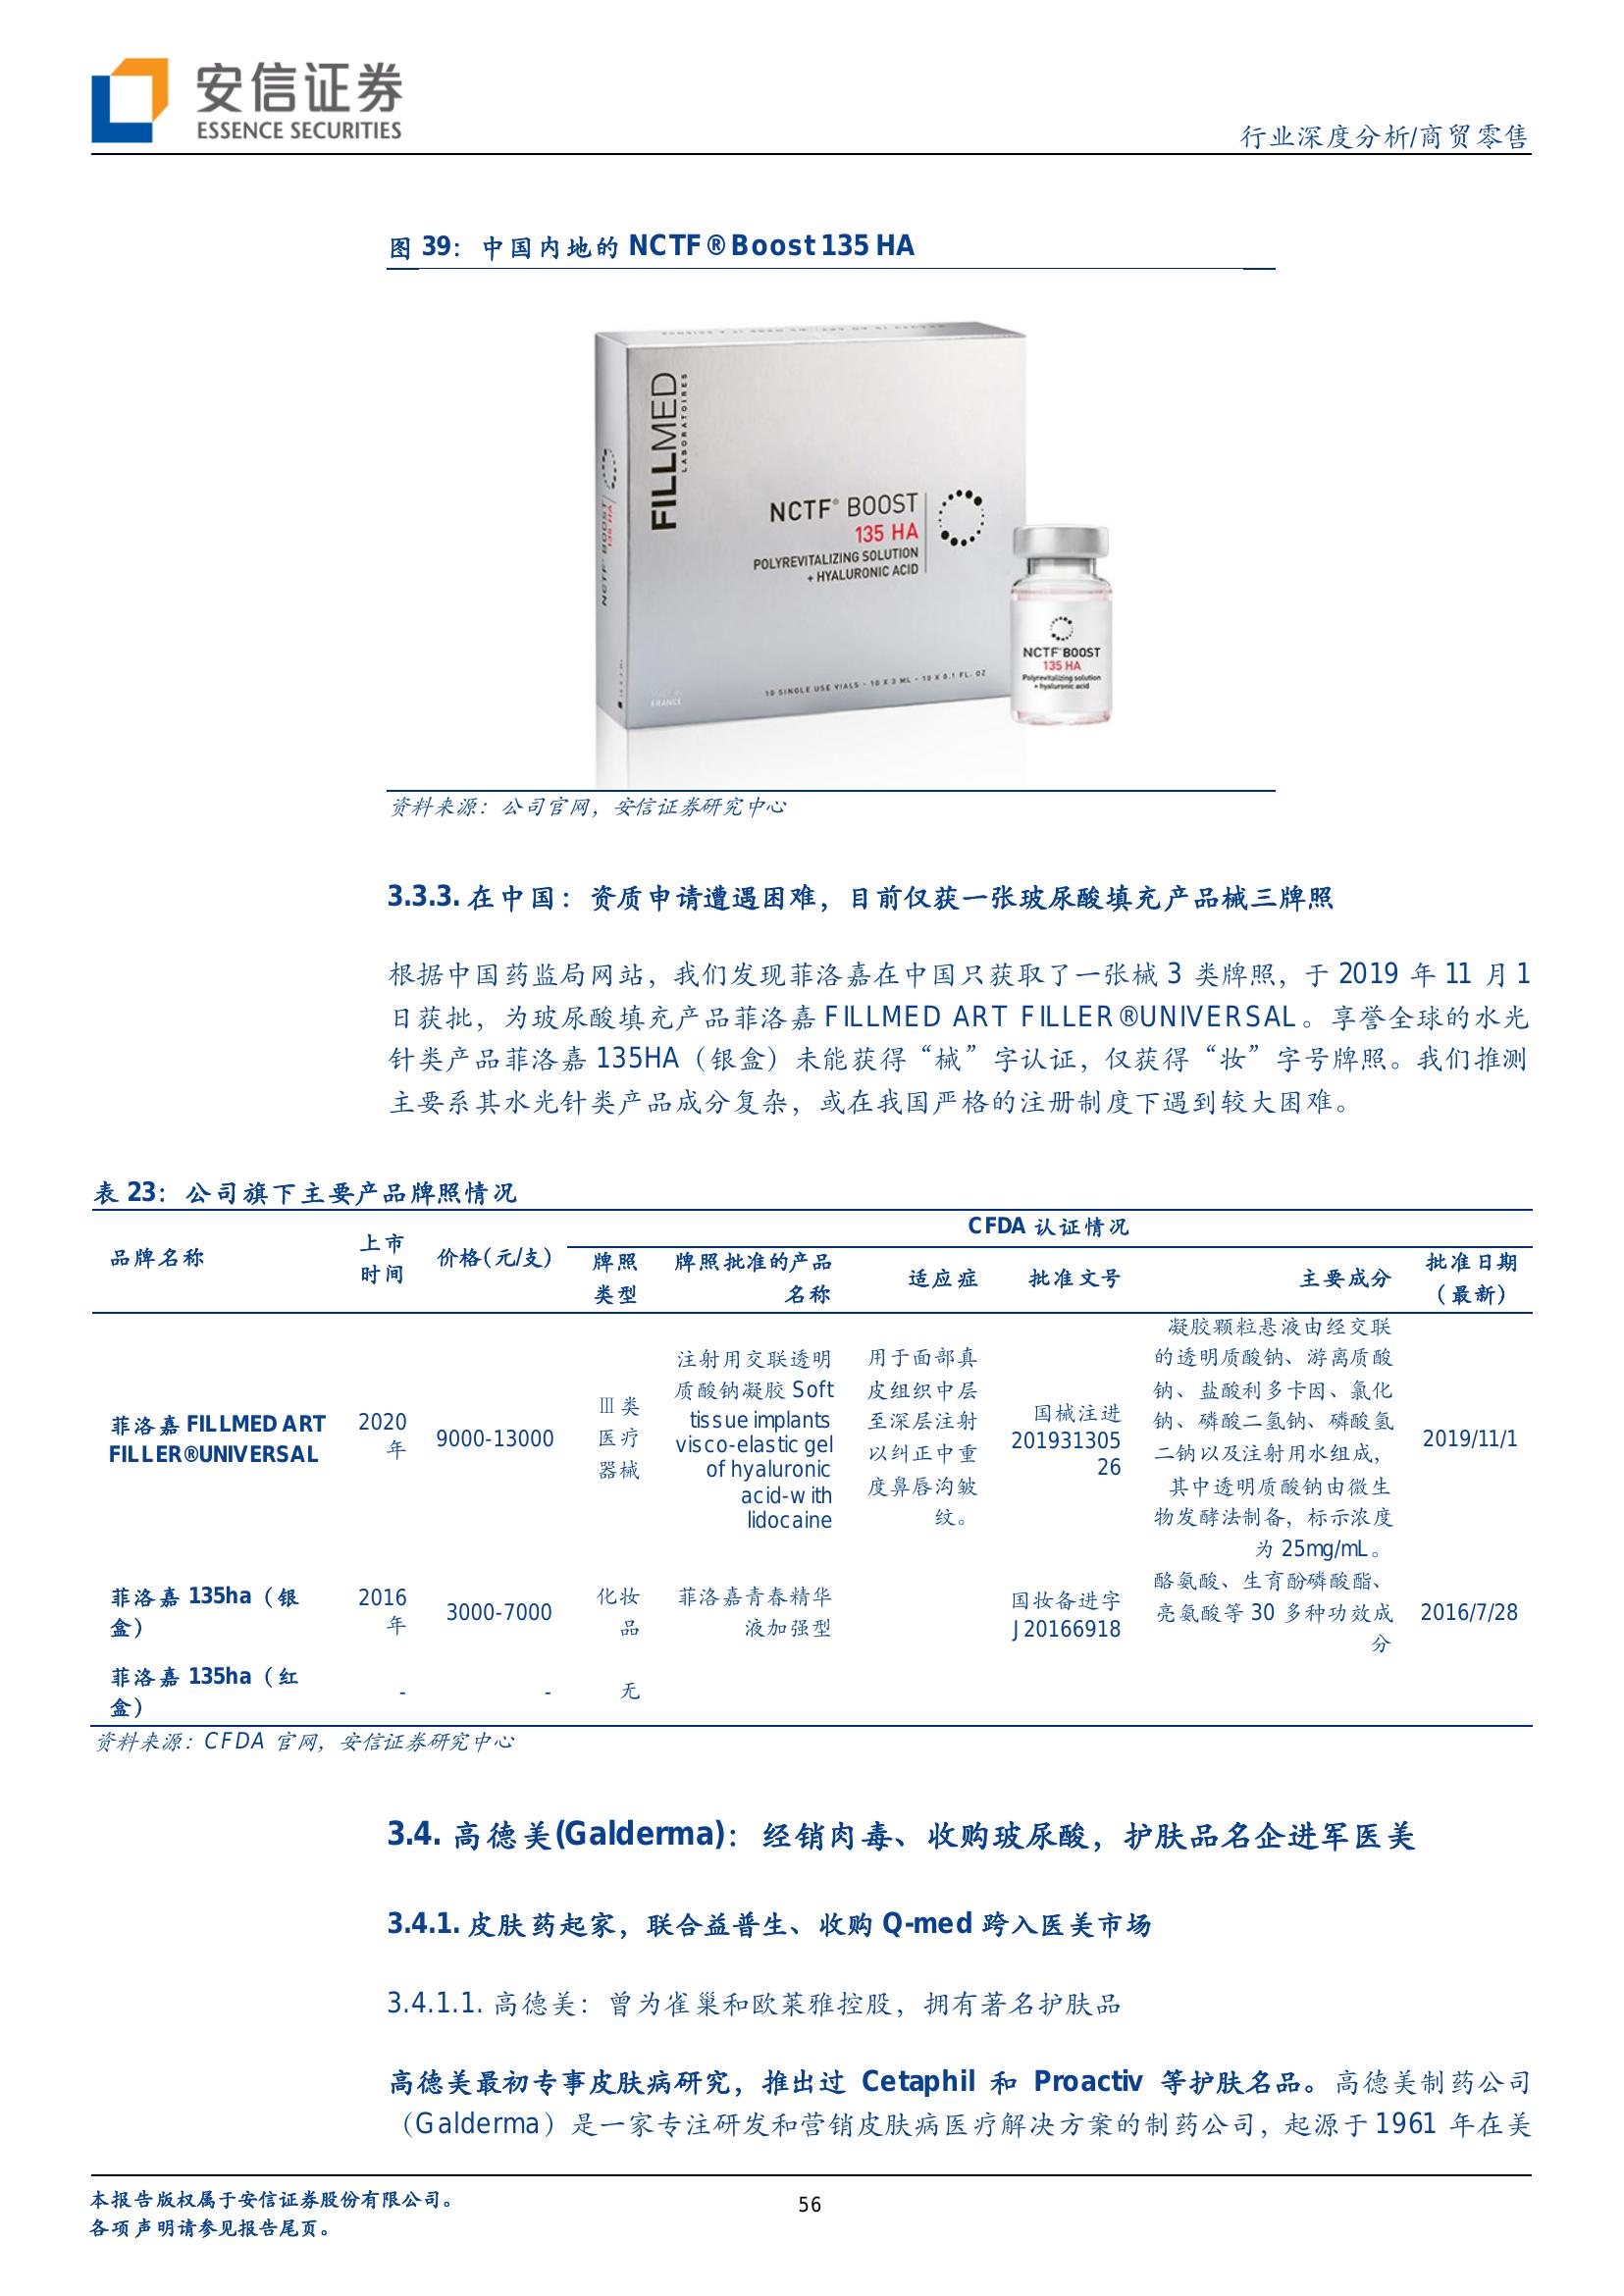 安信证券
ESSENCE SECURITIES
行业深度分析/商贸零售
图 39：中国内地的 NCTF® Boost 135 HA
FILLMED
LABORATOIRES
NCTF® BOOST
135 HA
POLYREVITALIZING SOLUTION
+ HYALURONIC ACID
10 SINGLE USE VIALS - 10 X 3 ML - 10 X 0.1 FL. OZ
FRANCE
NCTF® BOOST 135 HA
NCTF® BOOST
135 HA
Polyrevitalizing solution
+ hyaluronic acid
资料来源：公司官网，安信证券研究中心
3.3.3. 在中国：资质申请遭遇困难，目前仅获一张玻尿酸填充产品械三牌照
根据中国药监局网站，我们发现菲洛嘉在中国只获取了一张械 3 类牌照，于 2019 年 11 月 1
日获批，为玻尿酸填充产品菲洛嘉 FILLMED ART FILLER®UNIVERSAL。享誉全球的水光
针类产品菲洛嘉 135HA（银盒）未能获得“械”字认证，仅获得“妆”字号牌照。我们推测
主要系其水光针类产品成分复杂，或在我国严格的注册制度下遇到较大困难。
表 23：公司旗下主要产品牌照情况
品牌名称
上市
时间
价格(元/支)
CFDA 认证情况
牌照
类型
牌照批准的产品
名称
适应症
批准文号
主要成分
批准日期
（最新）
菲洛嘉 FILLMED ART
FILLER®UNIVERSAL
2020
年
9000-13000
Ⅲ 类
医疗
器械
注射用交联透明
质酸钠凝胶 Soft
tissue implants
visco-elastic gel
of hyaluronic
acid-with
lidocaine
用于面部真
皮组织中层
至深层注射
以纠正中重
度鼻唇沟皱
纹。
国械注进
201931305
26
凝胶颗粒悬液由经交联
的透明质酸钠、游离质酸
钠、盐酸利多卡因、氯化
钠、磷酸二氢钠、磷酸氢
二钠以及注射用水组成，
其中透明质酸钠由微生
物发酵法制备，标示浓度
为 25mg/mL。
2019/11/1
菲洛嘉 135ha（银
盒）
2016
年
3000-7000
化妆
品
菲洛嘉青春精华
液加强型
国妆备进字
J20166918
酪氨酸、生育酚磷酸酯、
亮氨酸等 30 多种功效成
分
2016/7/28
菲洛嘉 135ha（红
盒）
-
-
无
资料来源：CFDA 官网，安信证券研究中心
3.4. 高德美(Galderma)：经销肉毒、收购玻尿酸，护肤品名企进军医美
3.4.1. 皮肤药起家，联合益普生、收购 Q-med 跨入医美市场
3.4.1.1. 高德美：曾为雀巢和欧莱雅控股，拥有著名护肤品
高德美最初专事皮肤病研究，推出过 Cetaphil 和 Proactiv 等护肤名品。高德美制药公司
（Galderma）是一家专注研发和营销皮肤病医疗解决方案的制药公司，起源于 1961 年在美
本报告版权属于安信证券股份有限公司。
各项声明请参见报告尾页。
56